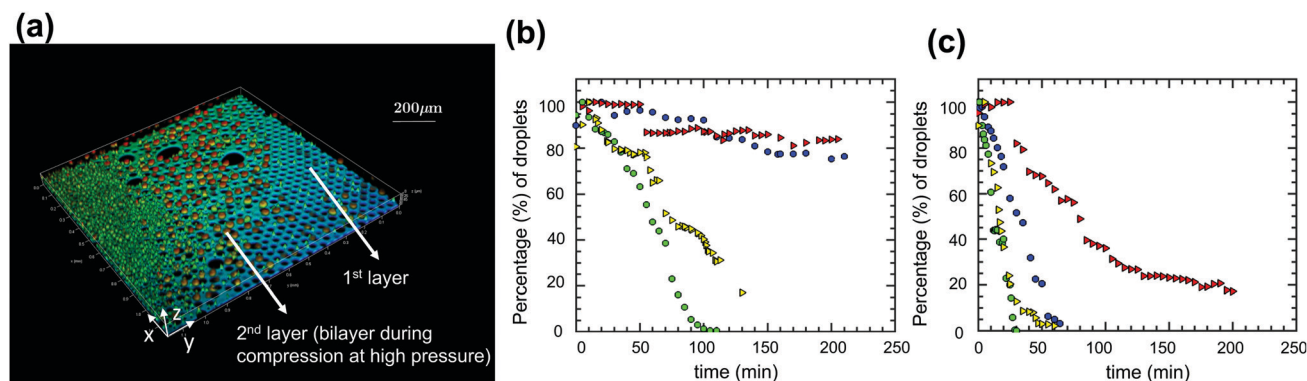 (a)
200μm
1st layer
2nd layer (bilayer during
compression at high pressure)
x
z
y
(b)
Percentage (%) of droplets
100
80
60
40
20
0
0 50 100 150 200 250
time (min)
(c)
Percentage (%) of droplets
100
80
60
40
20
0
0 50 100 150 200 250
time (min)